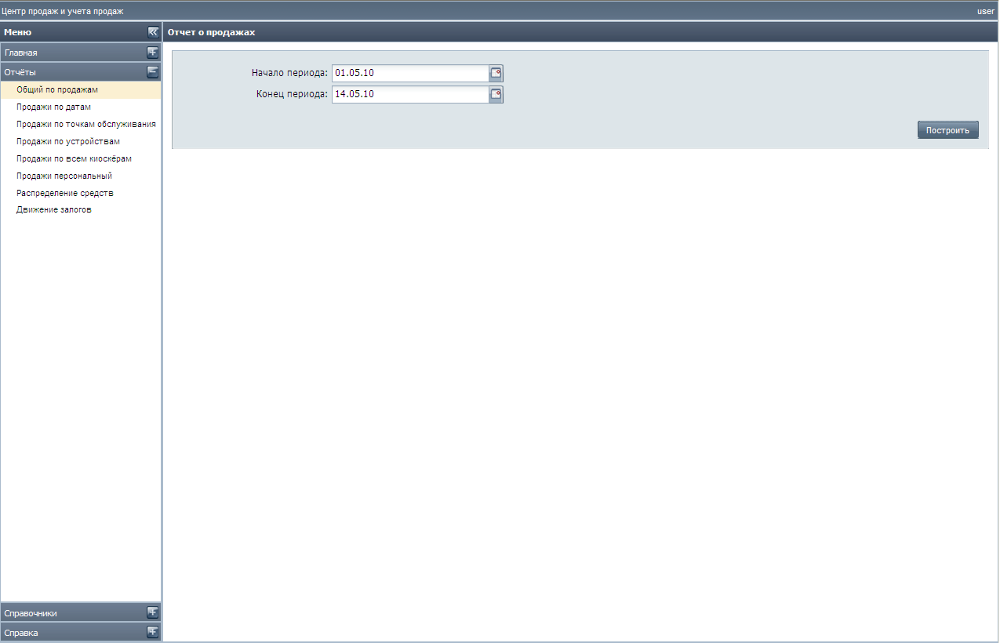 Центр продаж и учета продаж
user
Меню
Отчет о продажах
Главная
Отчёты
Общий по продажам
Продажи по датам
Продажи по точкам обслуживания
Продажи по устройствам
Продажи по всем киоскёрам
Продажи персональный
Распределение средств
Движение залогов
Справочники
Справка
Начало периода: 01.05.10
Конец периода: 14.05.10
Построить